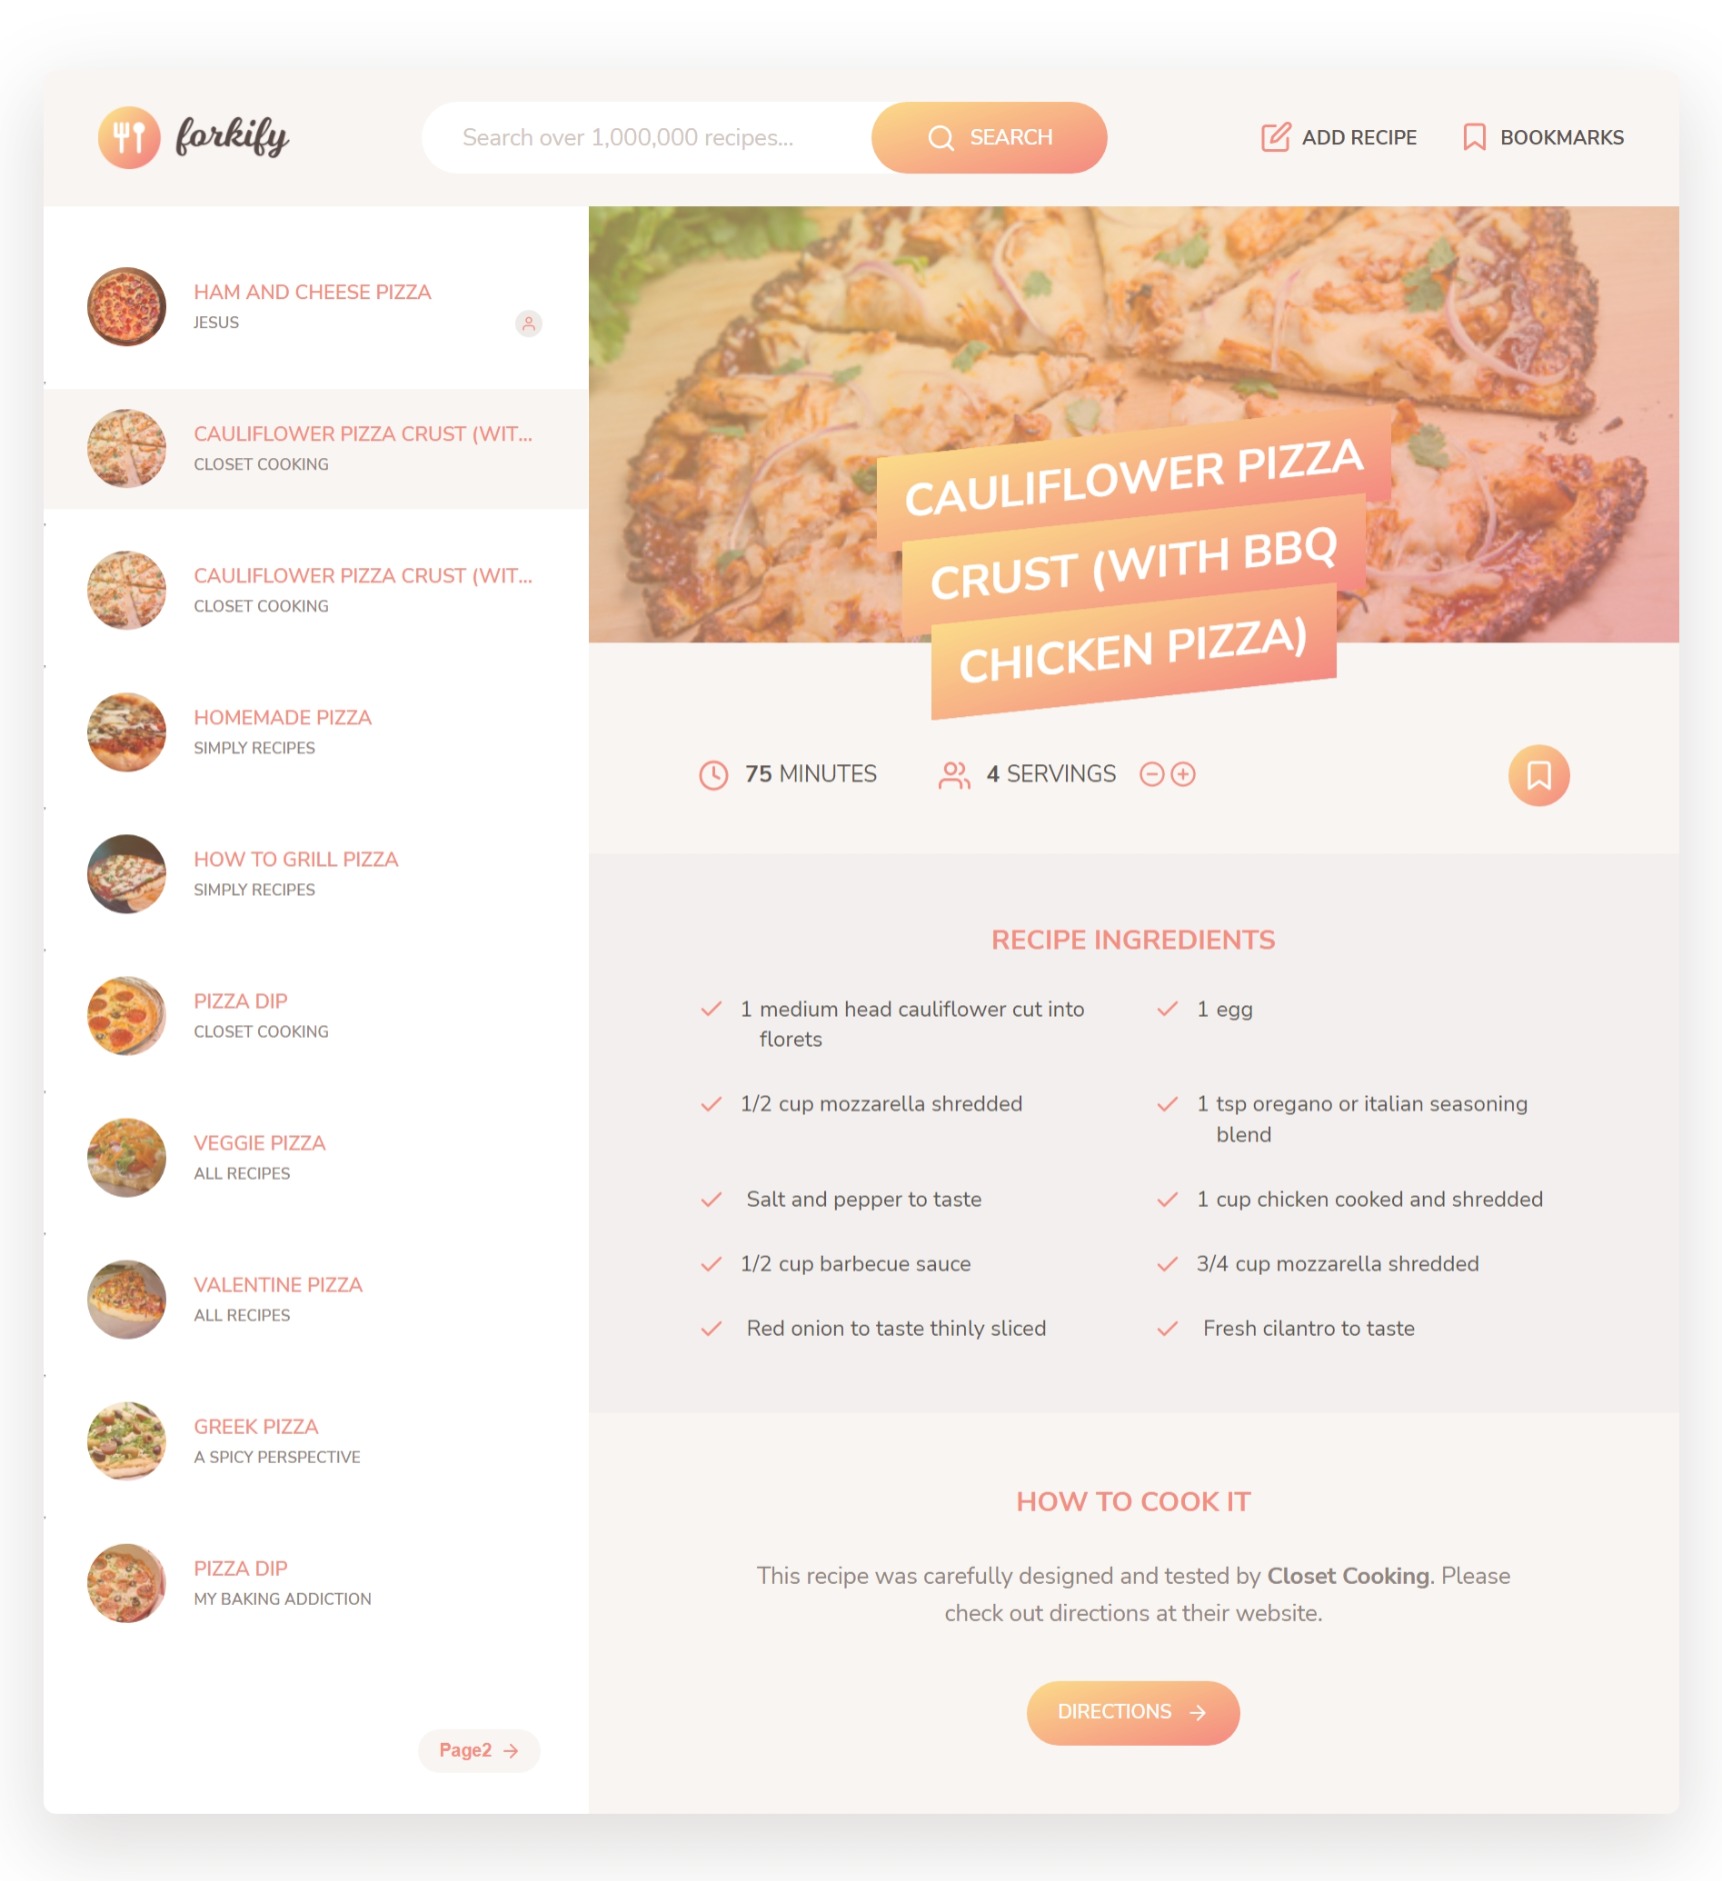 forkify
Search over 1,000,000 recipes...
SEARCH
ADD RECIPE
BOOKMARKS
HAM AND CHEESE PIZZA
JESUS
CAULIFLOWER PIZZA CRUST (WIT...
CLOSET COOKING
CAULIFLOWER PIZZA CRUST (WIT...
CLOSET COOKING
HOMEMADE PIZZA
SIMPLY RECIPES
HOW TO GRILL PIZZA
SIMPLY RECIPES
PIZZA DIP
CLOSET COOKING
VEGGIE PIZZA
ALL RECIPES
VALENTINE PIZZA
ALL RECIPES
GREEK PIZZA
A SPICY PERSPECTIVE
PIZZA DIP
MY BAKING ADDICTION
Page2
CAULIFLOWER PIZZA
CRUST (WITH BBQ
CHICKEN PIZZA)
75 MINUTES
4 SERVINGS
RECIPE INGREDIENTS
1 medium head cauliflower cut into
florets
1 egg
1/2 cup mozzarella shredded
1 tsp oregano or italian seasoning
blend
Salt and pepper to taste
1 cup chicken cooked and shredded
1/2 cup barbecue sauce
3/4 cup mozzarella shredded
Red onion to taste thinly sliced
Fresh cilantro to taste
HOW TO COOK IT
This recipe was carefully designed and tested by Closet Cooking. Please
check out directions at their website.
DIRECTIONS